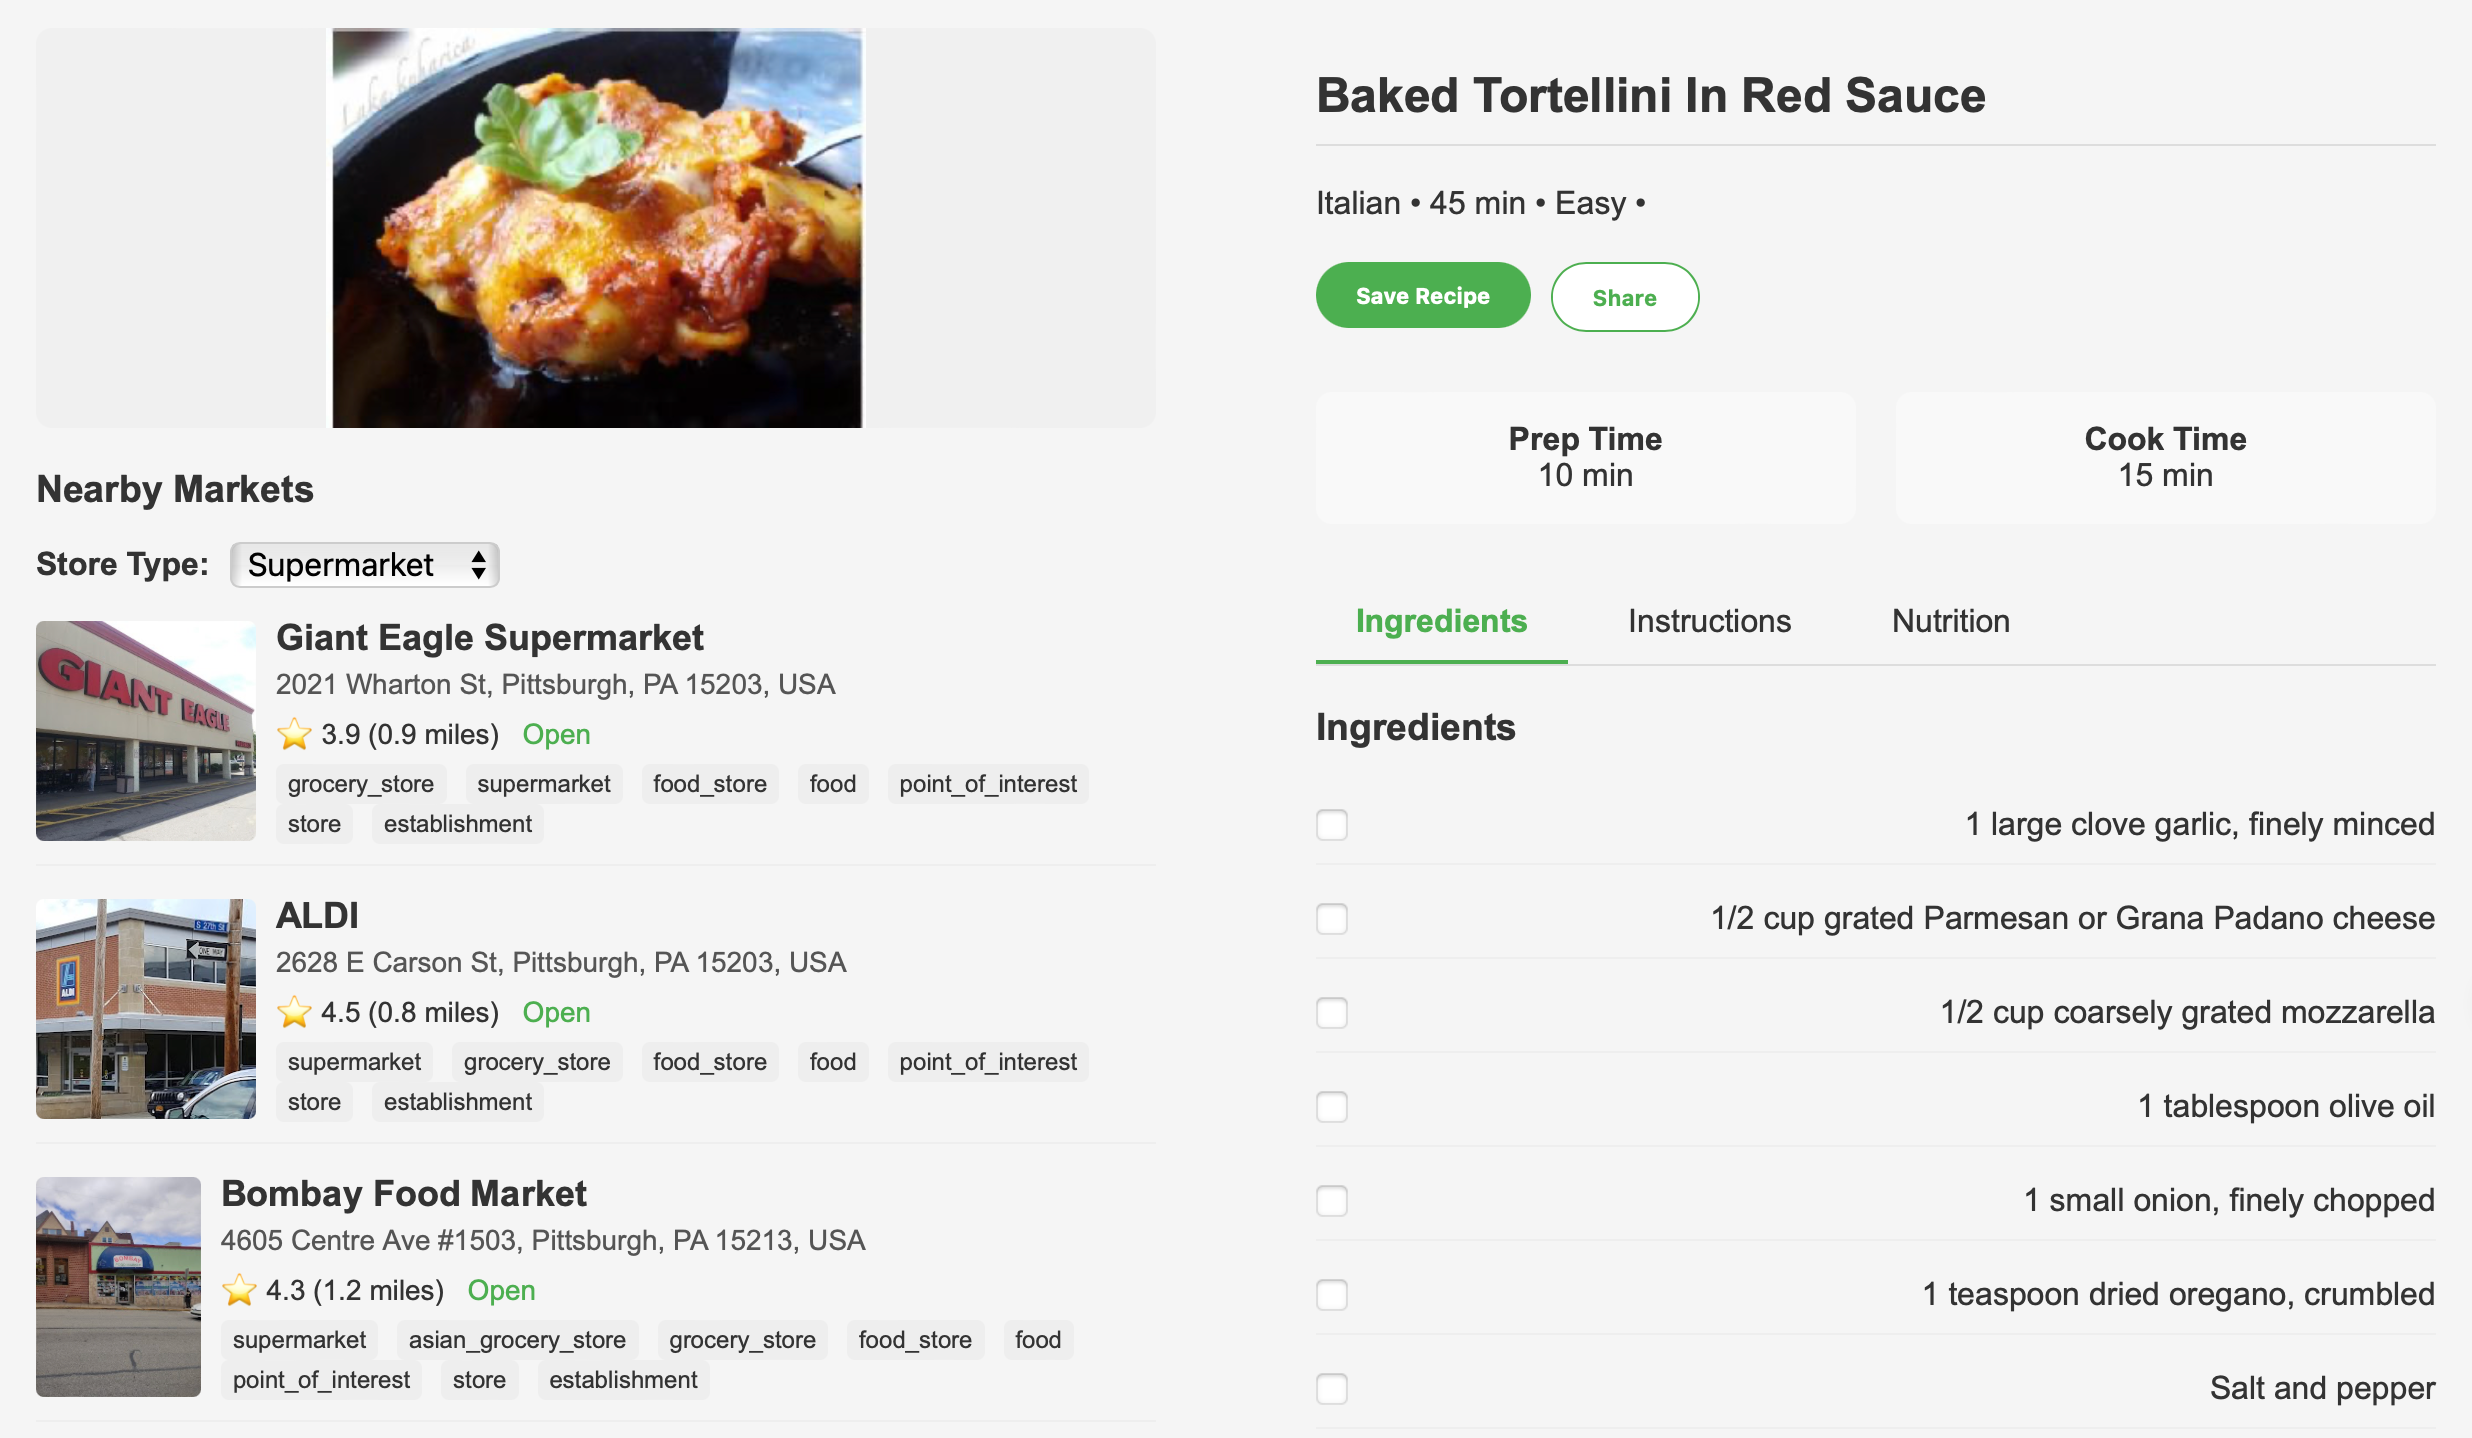 Baked Tortellini In Red Sauce
Italian • 45 min • Easy •
Save Recipe
Share
Prep Time
10 min
Cook Time
15 min
Nearby Markets
Store Type: Supermarket
GIANT EAGLE
Giant Eagle Supermarket
2021 Wharton St, Pittsburgh, PA 15203, USA
3.9 (0.9 miles) Open
grocery_store supermarket food_store food point_of_interest
store establishment
S 27th St
ONE WAY
ALDI
ALDI
2628 E Carson St, Pittsburgh, PA 15203, USA
4.5 (0.8 miles) Open
supermarket grocery_store food_store food point_of_interest
store establishment
Bombay Food Market
4605 Centre Ave #1503, Pittsburgh, PA 15213, USA
4.3 (1.2 miles) Open
supermarket asian_grocery_store grocery_store food_store food
point_of_interest store establishment
Ingredients
Instructions
Nutrition
Ingredients
1 large clove garlic, finely minced
1/2 cup grated Parmesan or Grana Padano cheese
1/2 cup coarsely grated mozzarella
1 tablespoon olive oil
1 small onion, finely chopped
1 teaspoon dried oregano, crumbled
Salt and pepper